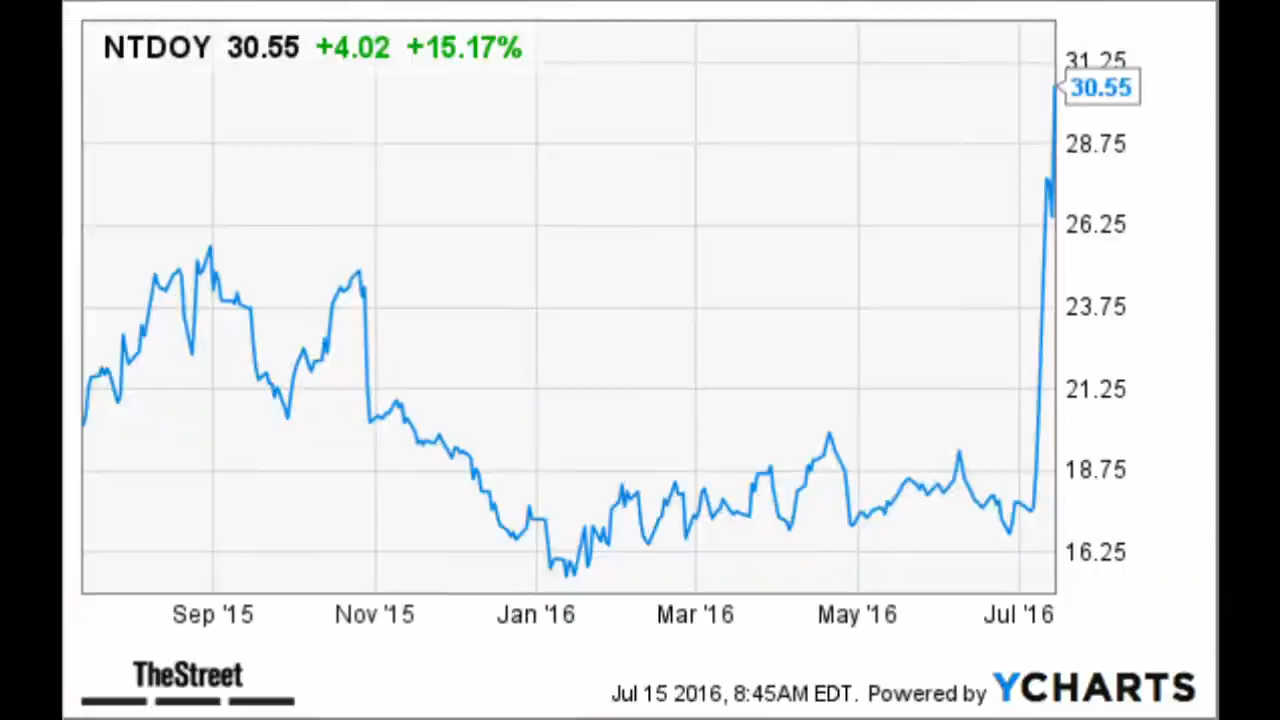 NTDOY 30.55 +4.02 +15.17%
31.25
30.55
28.75
26.25
23.75
21.25
18.75
16.25
Sep '15 Nov '15 Jan '16 Mar '16 May '16 Jul '16
TheStreet
Jul 15 2016, 8:45AM EDT. Powered by YCHARTS